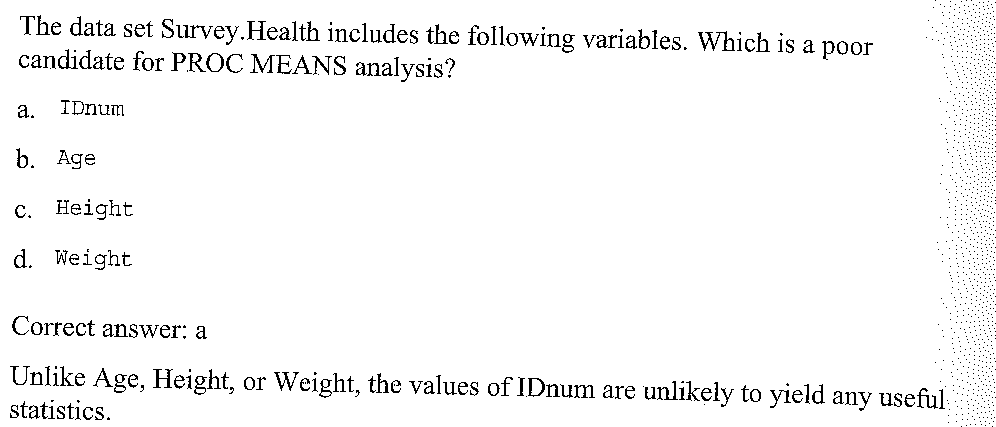 The data set Survey.Health includes the following variables. Which is a poor
candidate for PROC MEANS analysis?
a. IDnum
b. Age
c. Height
d. Weight
Correct answer: a
Unlike Age, Height, or Weight, the values of IDnum are unlikely to yield any useful
statistics.